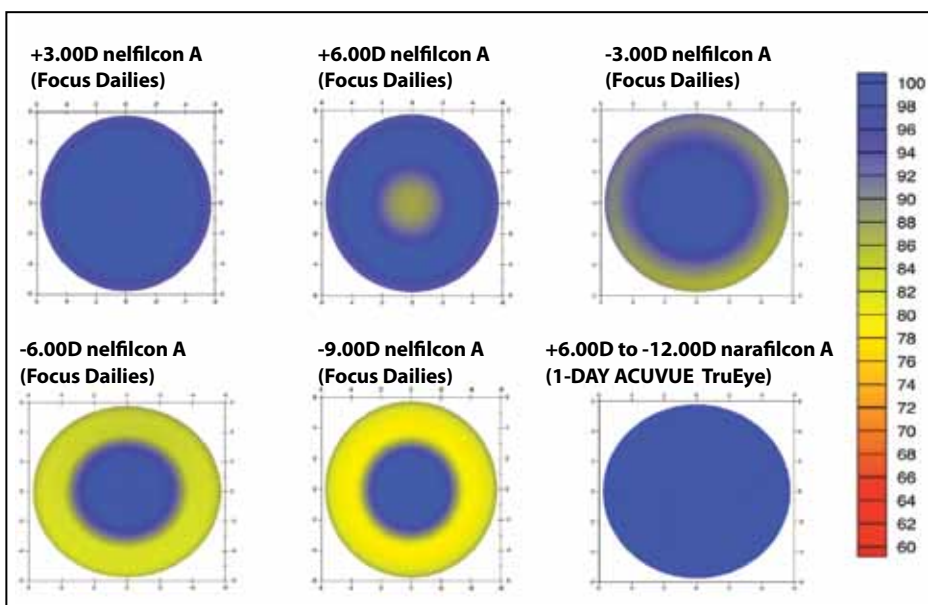 +3.00D nelfilcon A
(Focus Dailies)
+6.00D nelfilcon A
(Focus Dailies)
-3.00D nelfilcon A
(Focus Dailies)
-6.00D nelfilcon A
(Focus Dailies)
-9.00D nelfilcon A
(Focus Dailies)
+6.00D to -12.00D narafilcon A
(1-DAY ACUVUE TruEye)
100
98
96
94
92
90
88
86
84
82
80
78
76
74
72
70
68
66
64
62
60